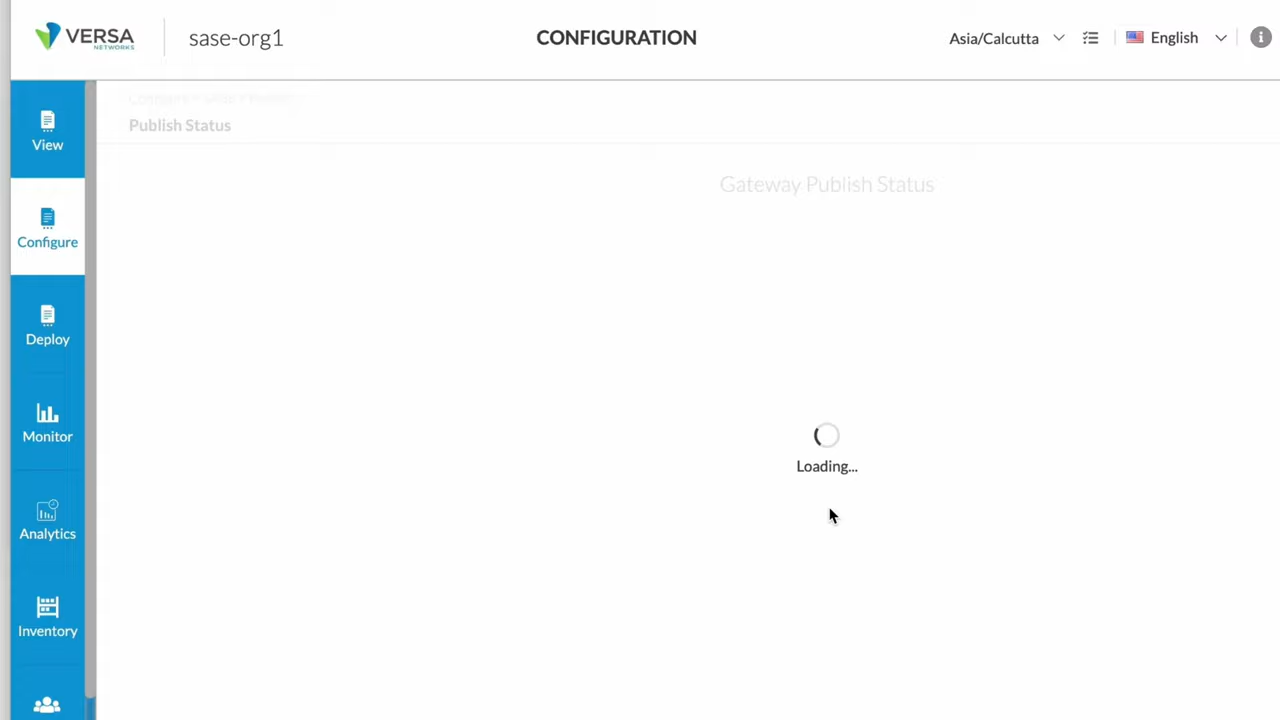 VERSA
NETWORKS
sase-org1
CONFIGURATION
Asia/Calcutta
English
View
Publish Status
Gateway Publish Status
Configure
Deploy
Loading...
Monitor
Analytics
Inventory